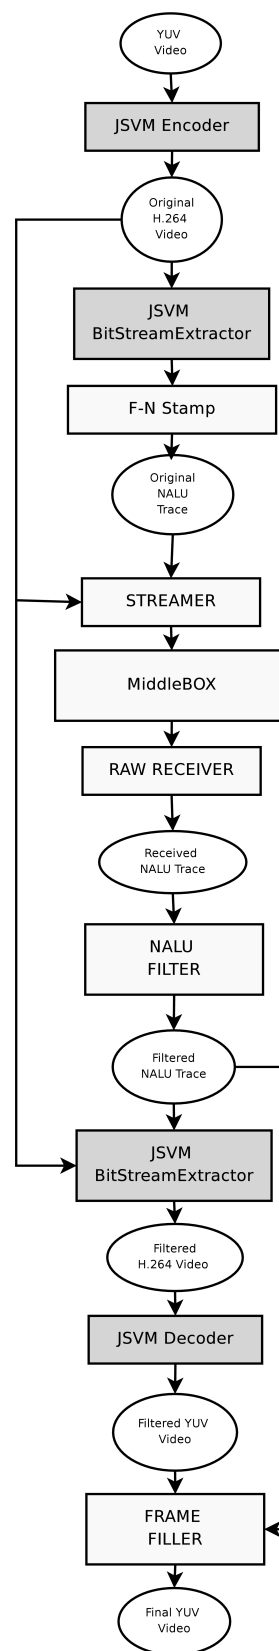 YUV
Video
JSVM Encoder
Original
H.264
Video
JSVM
BitStreamExtractor
F-N Stamp
Original
NALU
Trace
STREAMER
MiddleBOX
RAW RECEIVER
Received
NALU Trace
NALU
FILTER
Filtered
NALU Trace
JSVM
BitStreamExtractor
Filtered
H.264 Video
JSVM Decoder
Filtered YUV
Video
FRAME
FILLER
Final YUV
Video